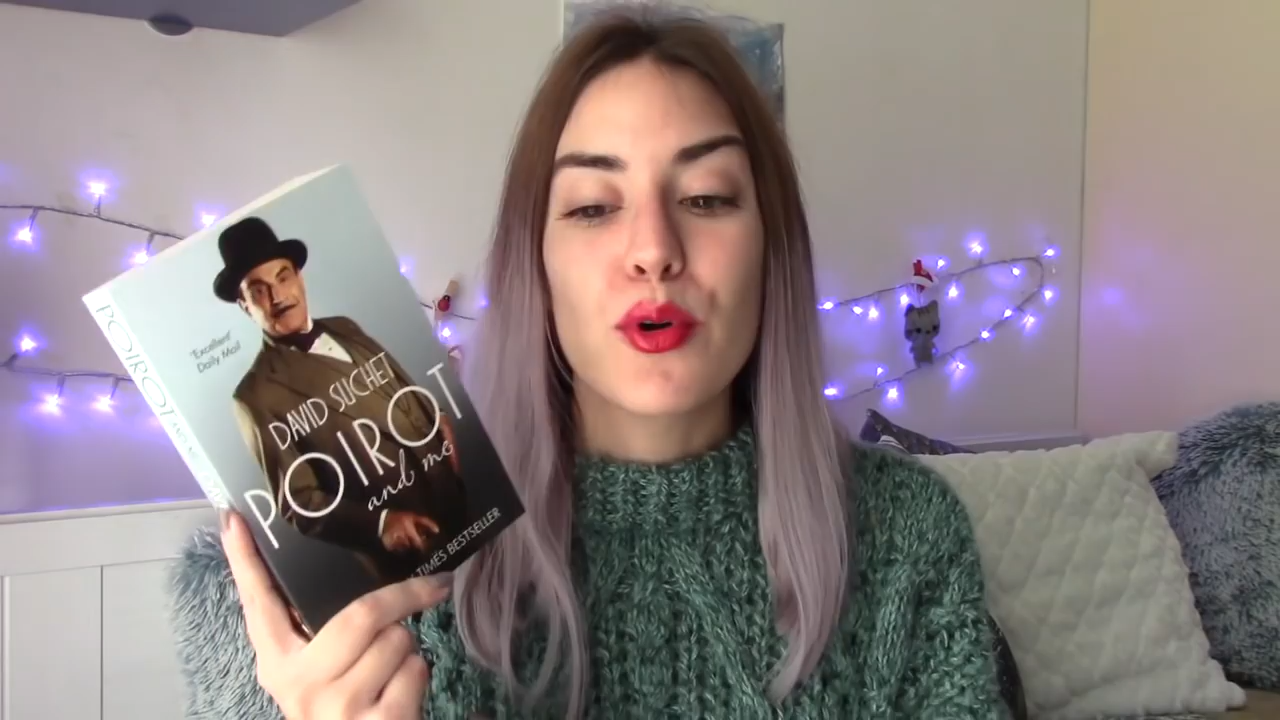 'Excellent'
Daily Mail
DAVID SUCHET
POIROT
and me
TIMES BESTSELLER
POIROT